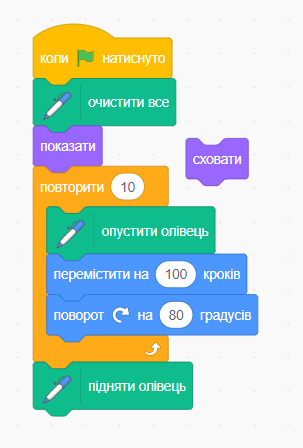 коли натиснуто
очистити все
показати
сховати
повторити 10
опустити олівець
перемістити на 100 кроків
поворот на 80 градусів
підняти олівець